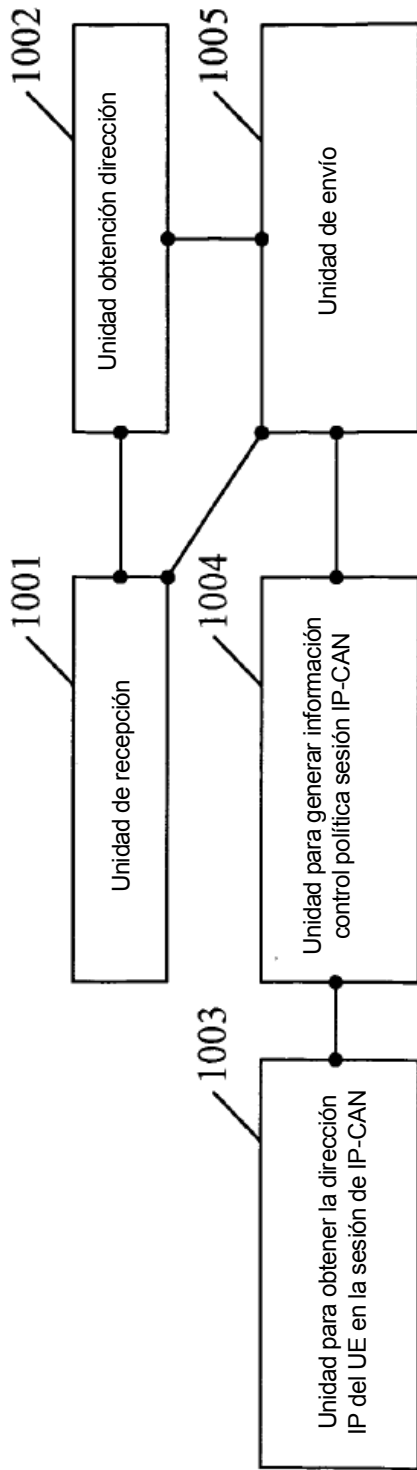 1001
Unidad de recepción
1002
Unidad obtención dirección
1003
Unidad para obtener la dirección
IP del UE en la sesión de IP-CAN
1004
Unidad para generar información
control política sesión IP-CAN
1005
Unidad de envío